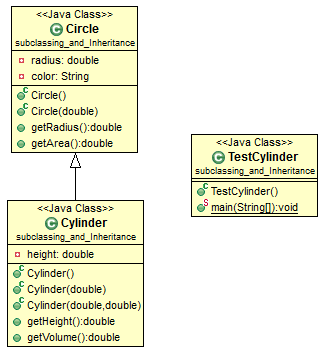 <<Java Class>>
Circle
subclassing_and_Inheritance
radius: double
color: String
Circle()
Circle(double)
getRadius():double
getArea():double
<<Java Class>>
TestCylinder
subclassing_and_Inheritance
TestCylinder()
main(String[]):void
<<Java Class>>
Cylinder
subclassing_and_Inheritance
height: double
Cylinder()
Cylinder(double)
Cylinder(double,double)
getHeight():double
getVolume():double